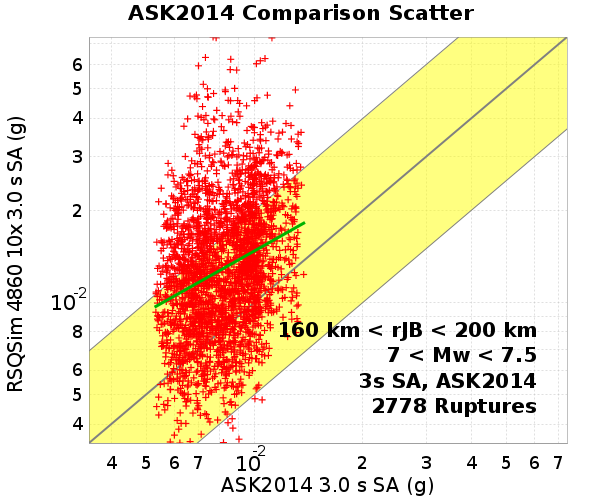 ASK2014 Comparison Scatter
RSQSim 4860 10x 3.0 s SA (g)
6
5
4
3
2
10-2
8
6
5
4
160 km < rJB < 200 km
7 < Mw < 7.5
3s SA, ASK2014
2778 Ruptures
4 5 6 7 10-2 2 3 4 5 6 7
ASK2014 3.0 s SA (g)